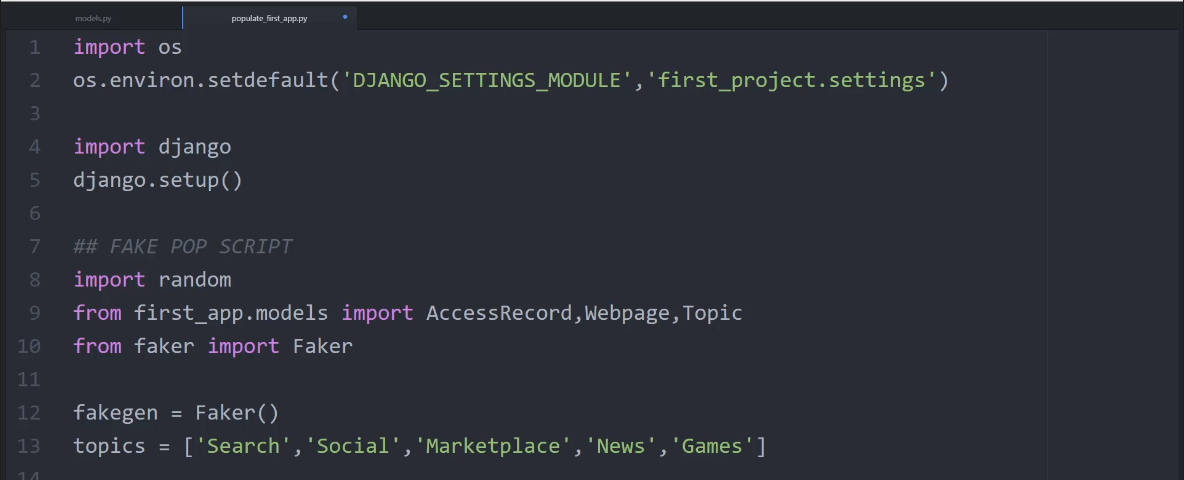 models.py
populate_first_app.py
1 import os
2 os.environ.setdefault('DJANGO_SETTINGS_MODULE','first_project.settings')
3
4 import django
5 django.setup()
6
7 ## FAKE POP SCRIPT
8 import random
9 from first_app.models import AccessRecord,Webpage,Topic
10 from faker import Faker
11
12 fakegen = Faker()
13 topics = ['Search','Social','Marketplace','News','Games']
14